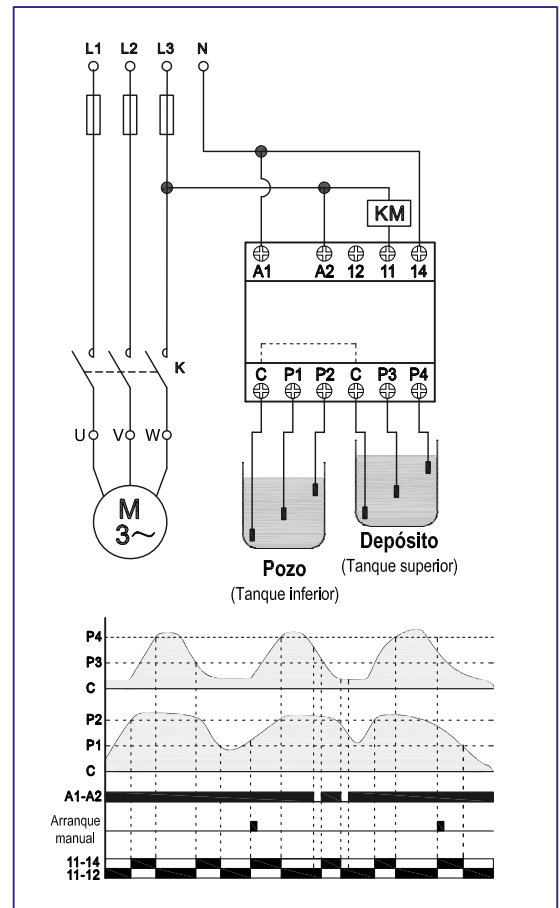 L1 L2 L3 N
KM
A1 A2 12 11 14
K
C P1 P2 C P3 P4
U V W
M
3~
Pozo
(Tanque inferior)
Depósito
(Tanque superior)
P4
P3
C
P2
P1
C
A1-A2
Arranque
manual
11-14
11-12